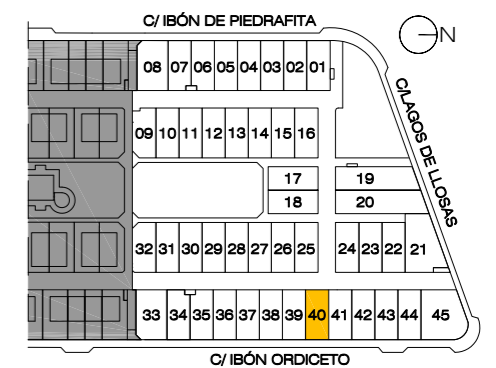 C/ IBÓN DE PIEDRAFITA
N
08 07 06 05 04 03 02 01
C/LAGOS DE LLOSAS
09 10 11 12 13 14 15 16
17 19
18 20
32 31 30 29 28 27 26 25 24 23 22 21
33 34 35 36 37 38 39 40 41 42 43 44 45
C/ IBÓN ORDICETO